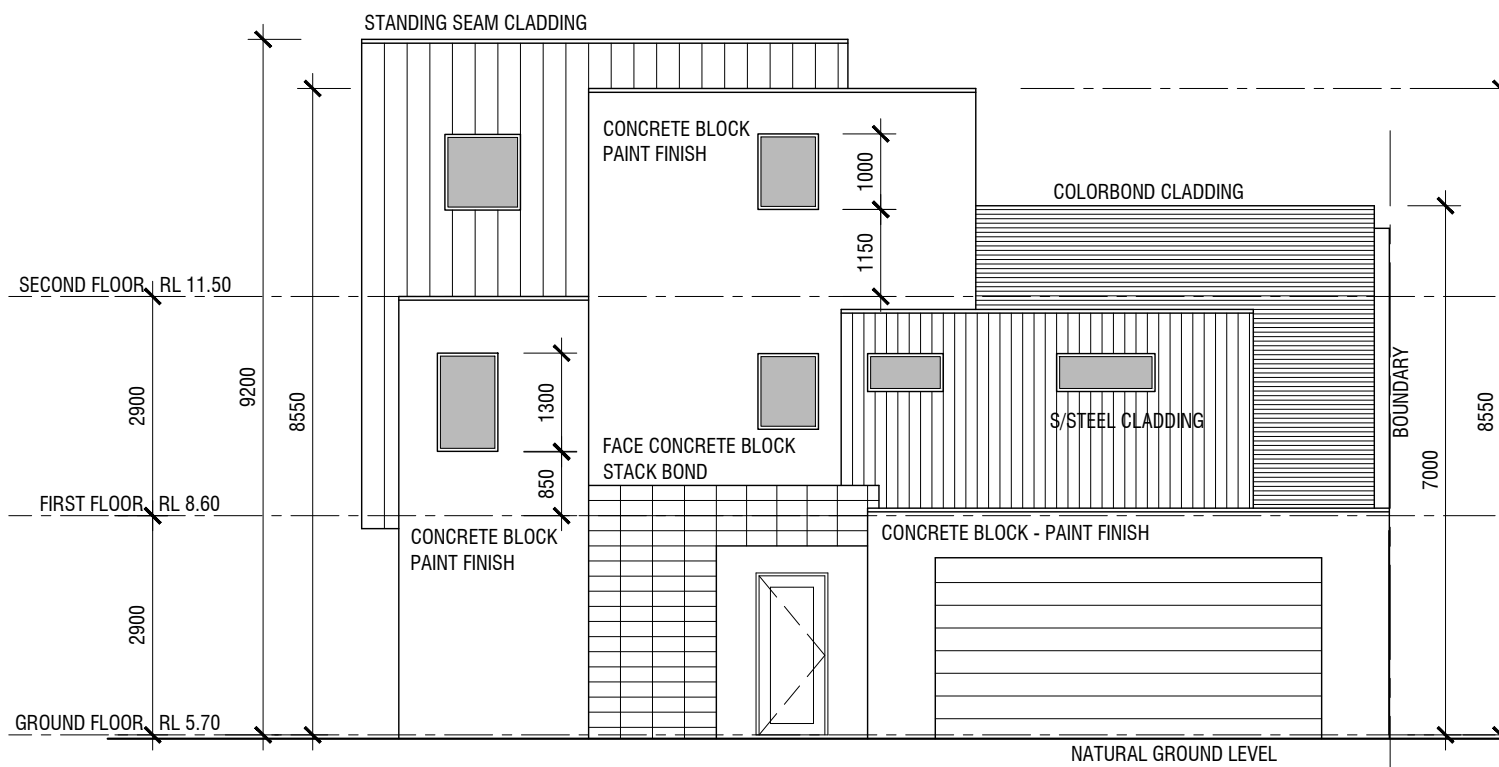 STANDING SEAM CLADDING
CONCRETE BLOCK
PAINT FINISH
1000
COLORBOND CLADDING
1150
SECOND FLOOR RL 11.50
2900
9200
8550
1300
850
FACE CONCRETE BLOCK
STACK BOND
S/STEEL CLADDING
BOUNDARY
7000
8550
FIRST FLOOR RL 8.60
CONCRETE BLOCK
PAINT FINISH
CONCRETE BLOCK - PAINT FINISH
2900
GROUND FLOOR RL 5.70
NATURAL GROUND LEVEL